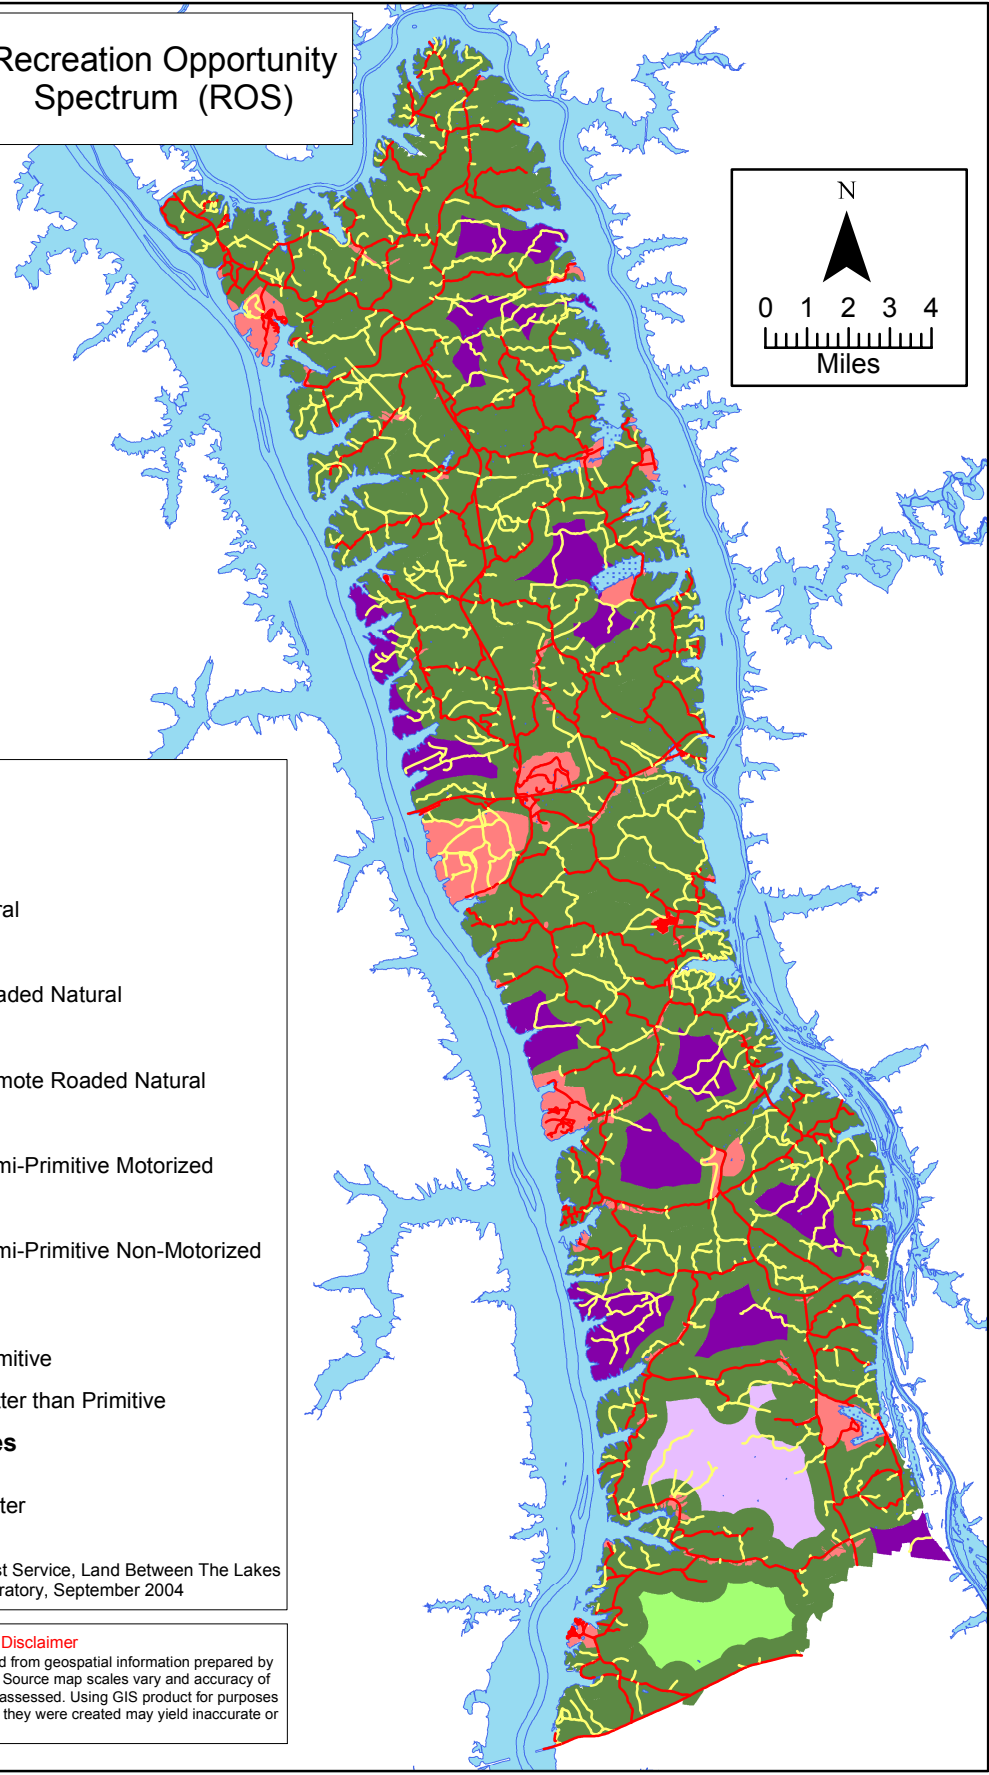 Recreation Opportunity
Spectrum (ROS)
N
0 1 2 3 4
Miles
ral
aded Natural
mote Roaded Natural
mi-Primitive Motorized
mi-Primitive Non-Motorized
mitive
tter than Primitive
es
ter
st Service, Land Between The Lakes
ratory, September 2004
Disclaimer
d from geospatial information prepared by
Source map scales vary and accuracy of
assessed. Using GIS product for purposes
they were created may yield inaccurate or